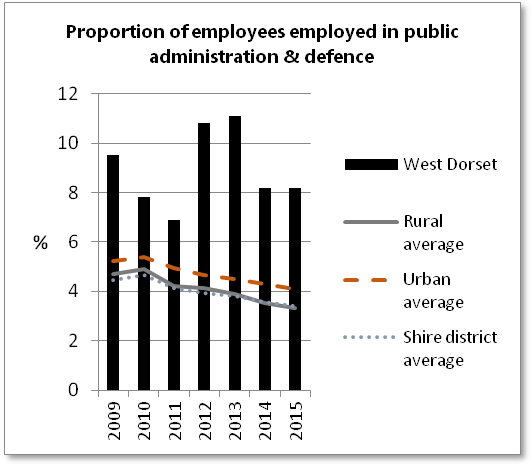 Proportion of employees employed in public
administration & defence
12
10
8
6
4
2
0
%
2009
2010
2011
2012
2013
2014
2015
West Dorset
Rural
average
Urban
average
Shire district
average